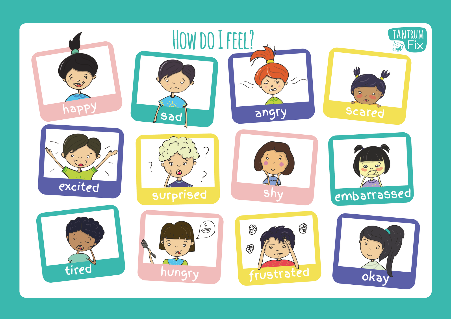 HOW DO I FEEL?
TANTRUM
Fix
happy
sad
angry
scared
excited
surprised
shy
embarrassed
tired
hungry
frustrated
okay